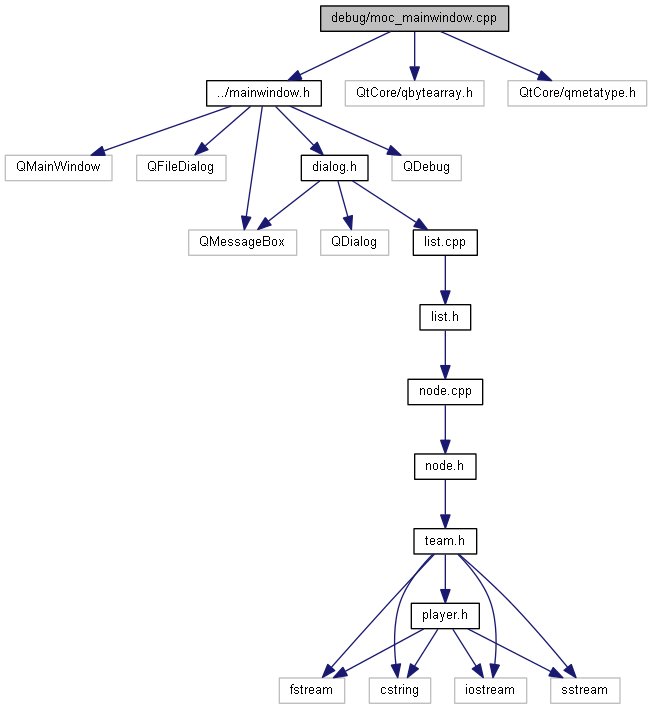 debug/moc_mainwindow.cpp
../mainwindow.h
QtCore/qbytearray.h
QtCore/qmetatype.h
QMainWindow
QFileDialog
dialog.h
QDebug
QMessageBox
QDialog
list.cpp
list.h
node.cpp
node.h
team.h
player.h
fstream
cstring
iostream
sstream